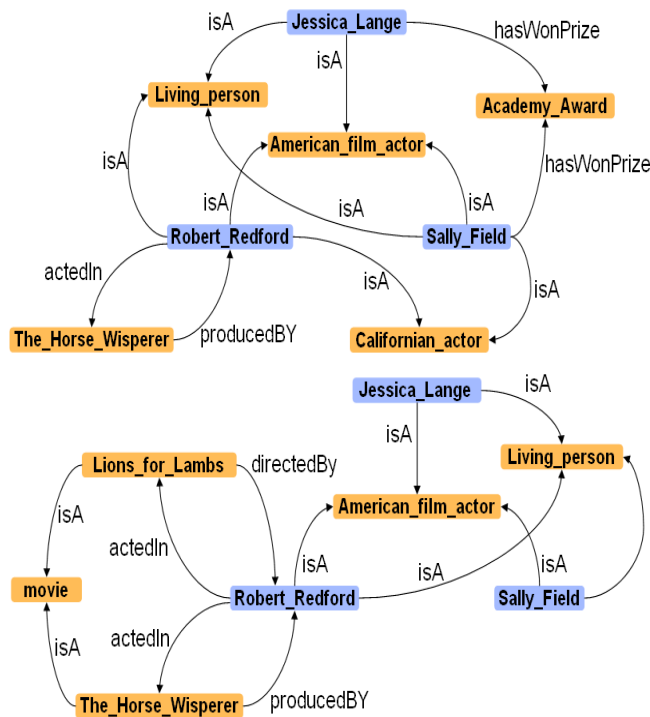 isA
Jessica_Lange
hasWonPrize
isA
Living_person
Academy_Award
American_film_actor
isA
hasWonPrize
isA
isA
isA
Robert_Redford
Sally_Field
actedIn
isA
isA
The_Horse_Wisperer
producedBY
Californian_actor
Jessica_Lange
isA
isA
Lions_for_Lambs
directedBy
Living_person
American_film_actor
isA
actedIn
isA
isA
isA
movie
Robert_Redford
Sally_Field
actedIn
isA
The_Horse_Wisperer
producedBY